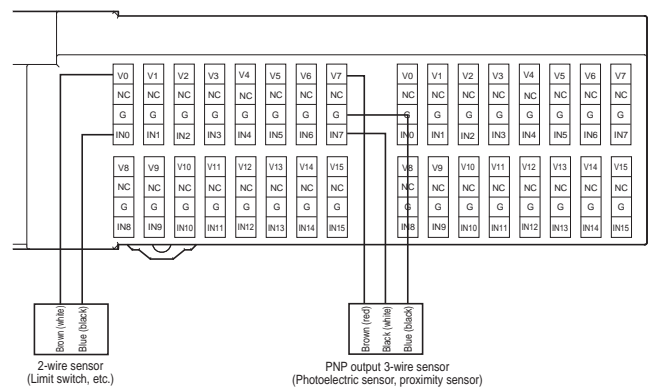 V0 V1 V2 V3 V4 V5 V6 V7 V0 V1 V2 V3 V4 V5 V6 V7
NC NC NC NC NC NC NC NC NC NC NC NC NC NC NC NC
G G G G G G G G G G G G G G G G
IN0 IN1 IN2 IN3 IN4 IN5 IN6 IN7 IN0 IN1 IN2 IN3 IN4 IN5 IN6 IN7
V8 V9 V10 V11 V12 V13 V14 V15 V8 V9 V10 V11 V12 V13 V14 V15
NC NC NC NC NC NC NC NC NC NC NC NC NC NC NC NC
G G G G G G G G G G G G G G G G
IN8 IN9 IN10 IN11 IN12 IN13 IN14 IN15 IN8 IN9 IN10 IN11 IN12 IN13 IN14 IN15
Brown (white)
Blue (black)
2-wire sensor
(Limit switch, etc.)
Brown (red)
Black (white)
Blue (black)
PNP output 3-wire sensor
(Photoelectric sensor, proximity sensor)